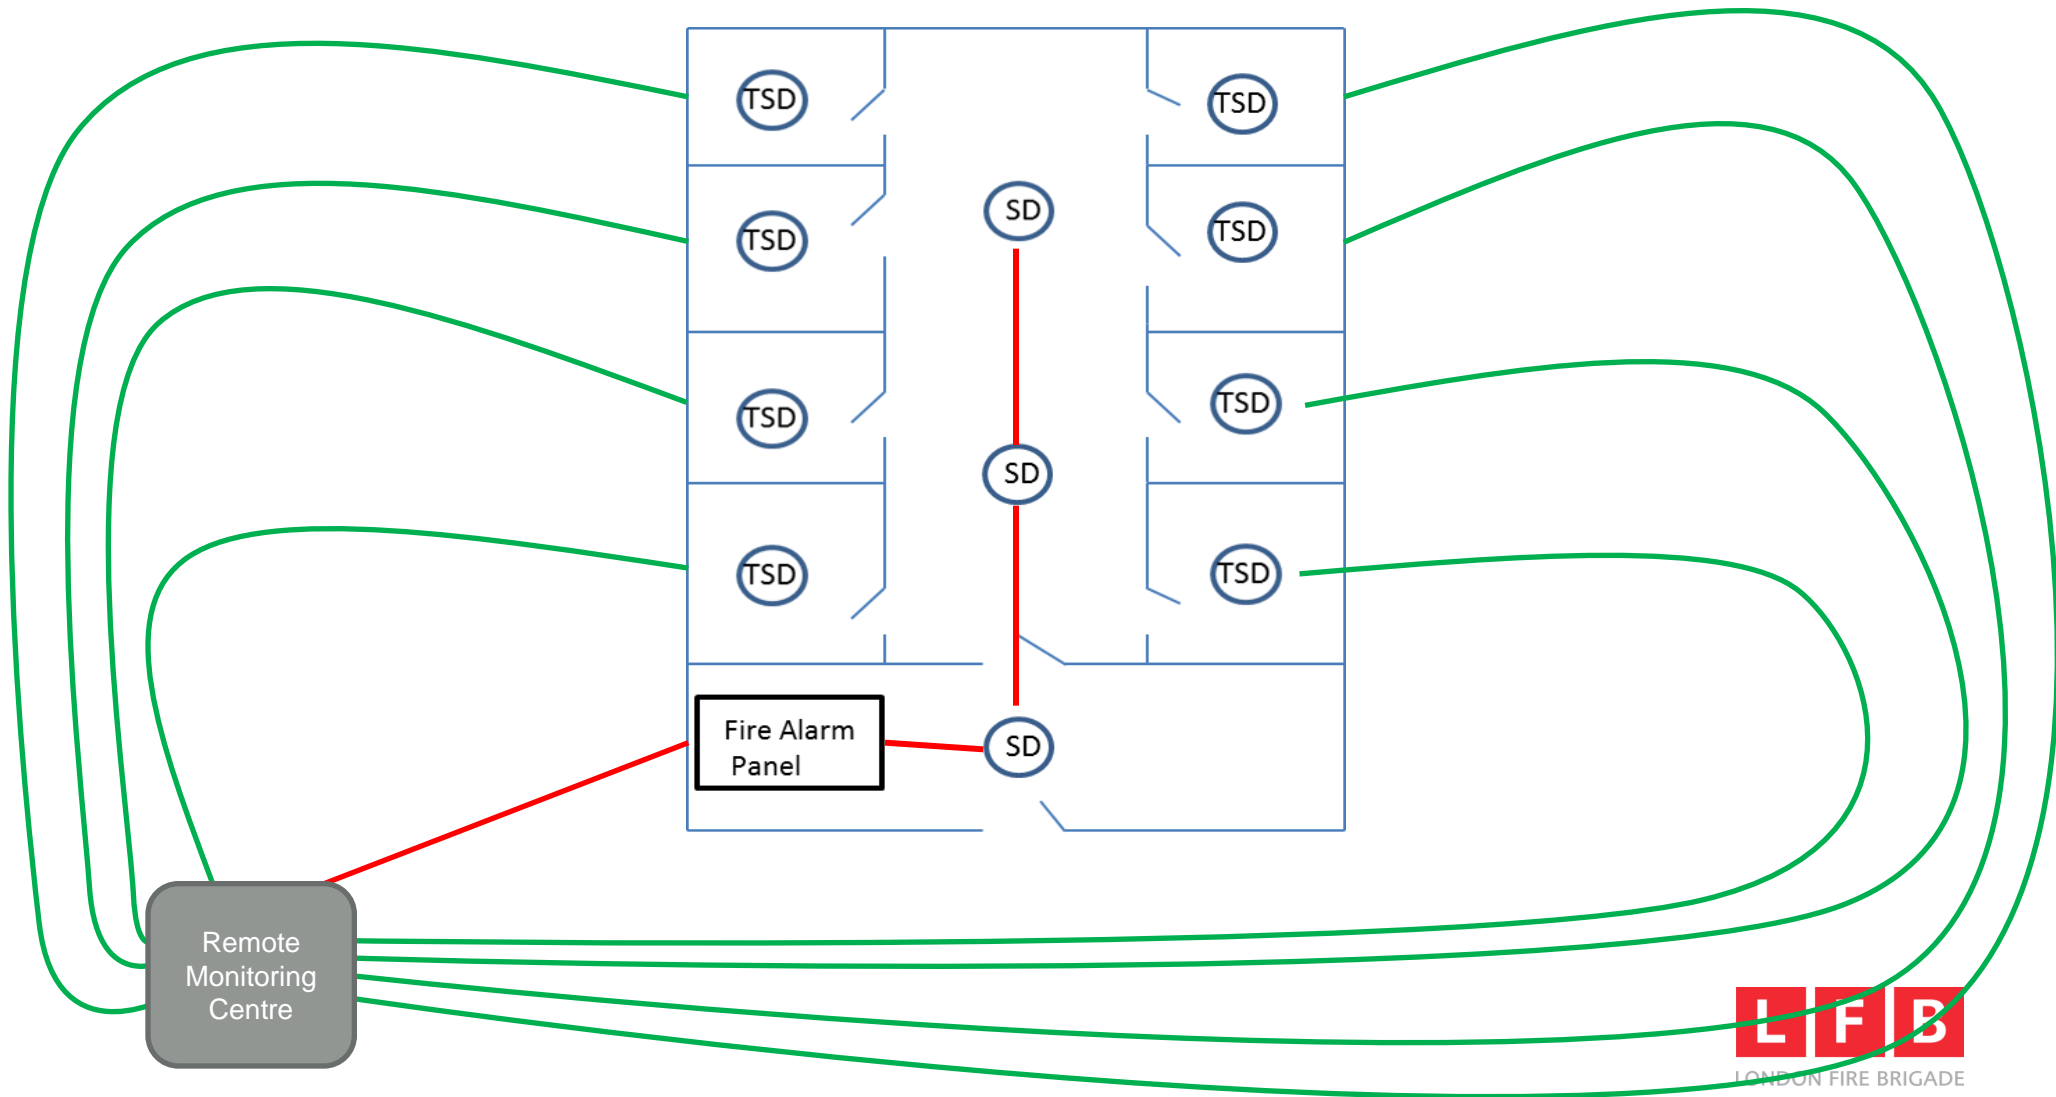 TSD
TSD
SD
TSD
TSD
TSD
TSD
SD
TSD
TSD
Fire Alarm
Panel
SD
Remote
Monitoring
Centre
LFB
LONDON FIRE BRIGADE